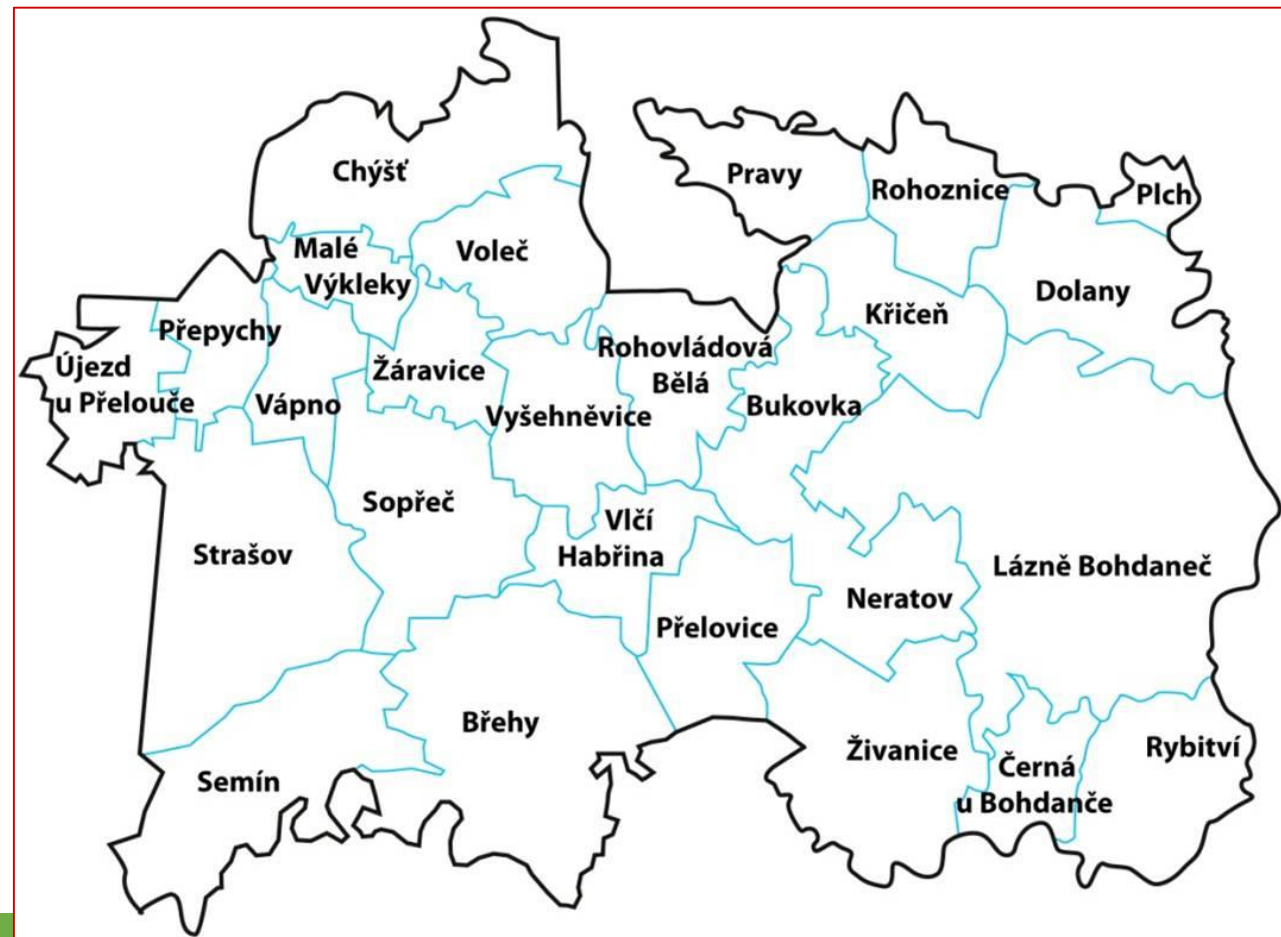 Chýšť
Pravy
Rohoznice
Plch
Malé
Výkleky
Voleč
Dolany
Křičeň
Přepychy
Újezd
u Přelouče
Vápno
Žáravice
Vyšehněvice
Rohovládová
Bělá
Bukovka
Sopřeč
Vlčí
Habřina
Strašov
Lázně Bohdaneč
Neratov
Přelovice
Břehy
Semín
Živanice
Černá
u Bohdanče
Rybitví